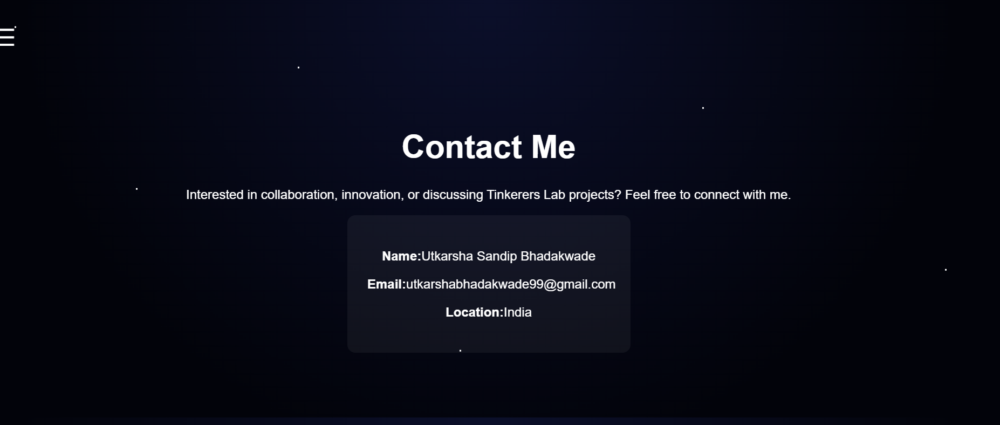 Contact Me
Interested in collaboration, innovation, or discussing Tinkerers Lab projects? Feel free to connect with me.
Name:Utkarsha Sandip Bhadakwade
Email:utkarshabhadakwade99@gmail.com
Location:India